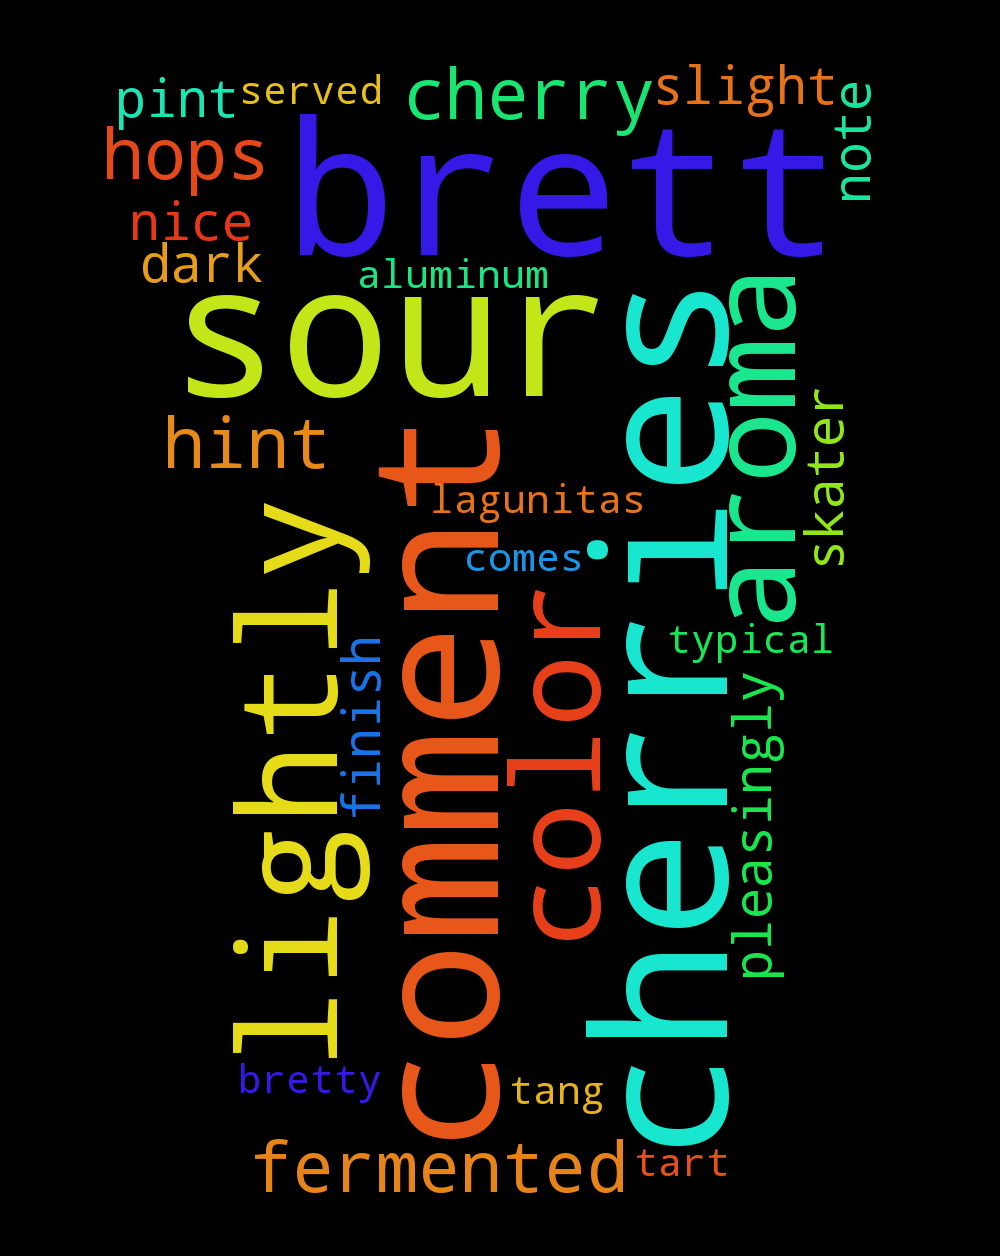 pint
served
cherry
slight
note
hops
brett
nice
dark
aluminum
sour
aroma
cherries
hint
comment
skater
lagunitas
lightly
comes
color
typical
finish
pleasingly
bretty
tang
fermented
tart